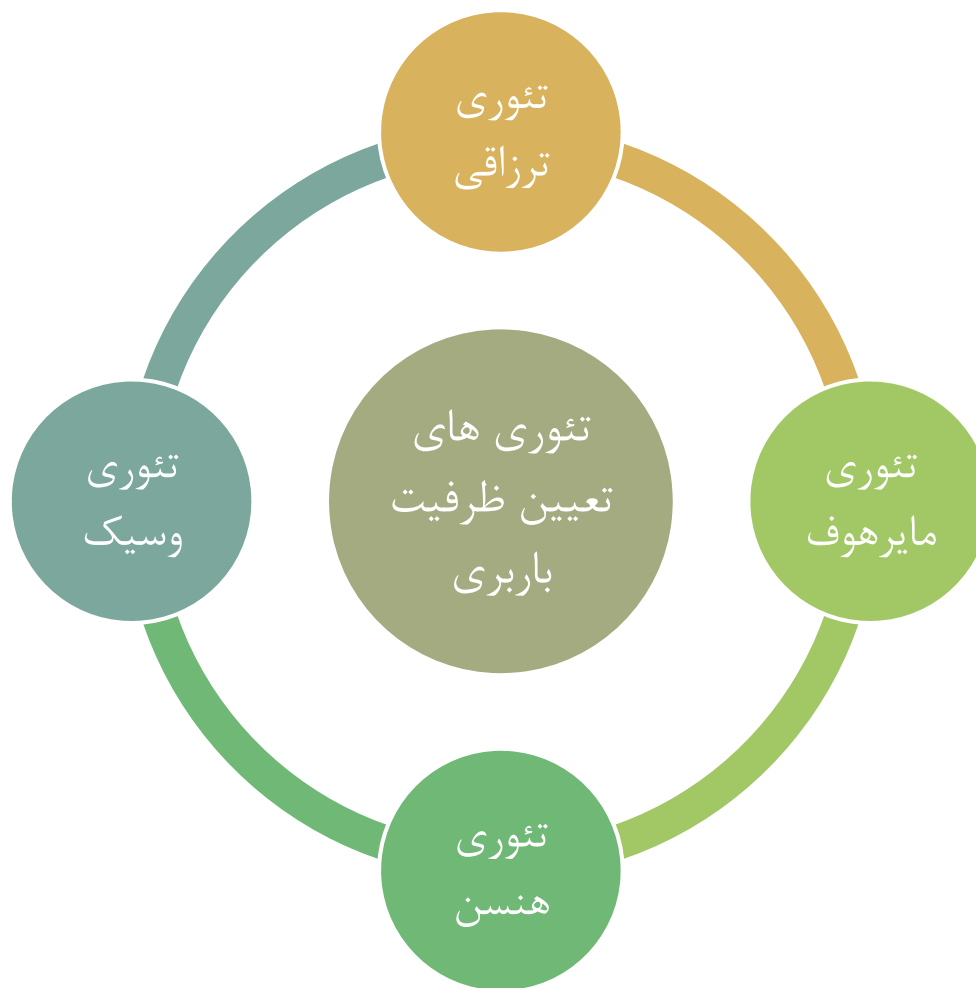 تئوری
ترزاقی
تئوری
مایرهوف
تئوری های
تعیین ظرفیت
باربری
تئوری
وسیک
تئوری
هنسن